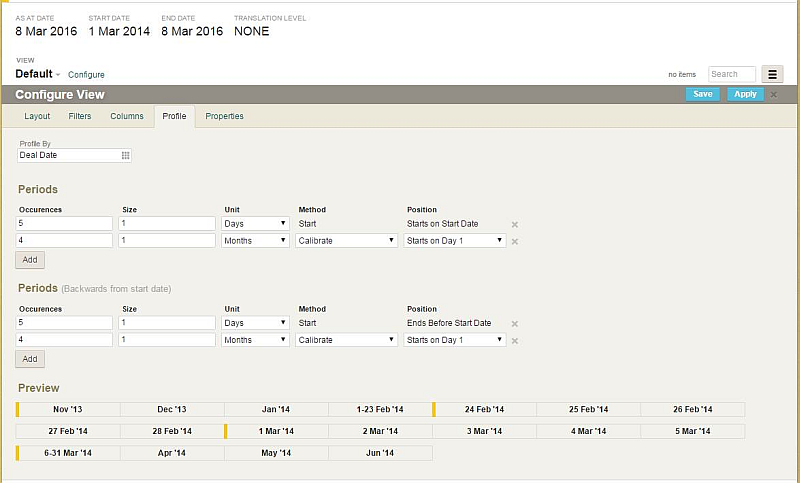 AS AT DATE START DATE END DATE TRANSLATION LEVEL
8 Mar 2016 1 Mar 2014 8 Mar 2016 NONE
VIEW
Default Configure no items Search
Configure View Save Apply ×
Layout Filters Columns Profile Properties
Profile By
Deal Date
Periods
Occurences Size Unit Method Position
5 1 Days Start Starts on Start Date
4 1 Months Calibrate Starts on Day 1
Add
Periods (Backwards from start date)
Occurences Size Unit Method Position
5 1 Days Start Ends Before Start Date
4 1 Months Calibrate Starts on Day 1
Add
Preview
Nov '13 Dec '13 Jan '14 1-23 Feb '14 24 Feb '14 25 Feb '14 26 Feb '14
27 Feb '14 28 Feb '14 1 Mar '14 2 Mar '14 3 Mar '14 4 Mar '14 5 Mar '14
6-31 Mar '14 Apr '14 May '14 Jun '14